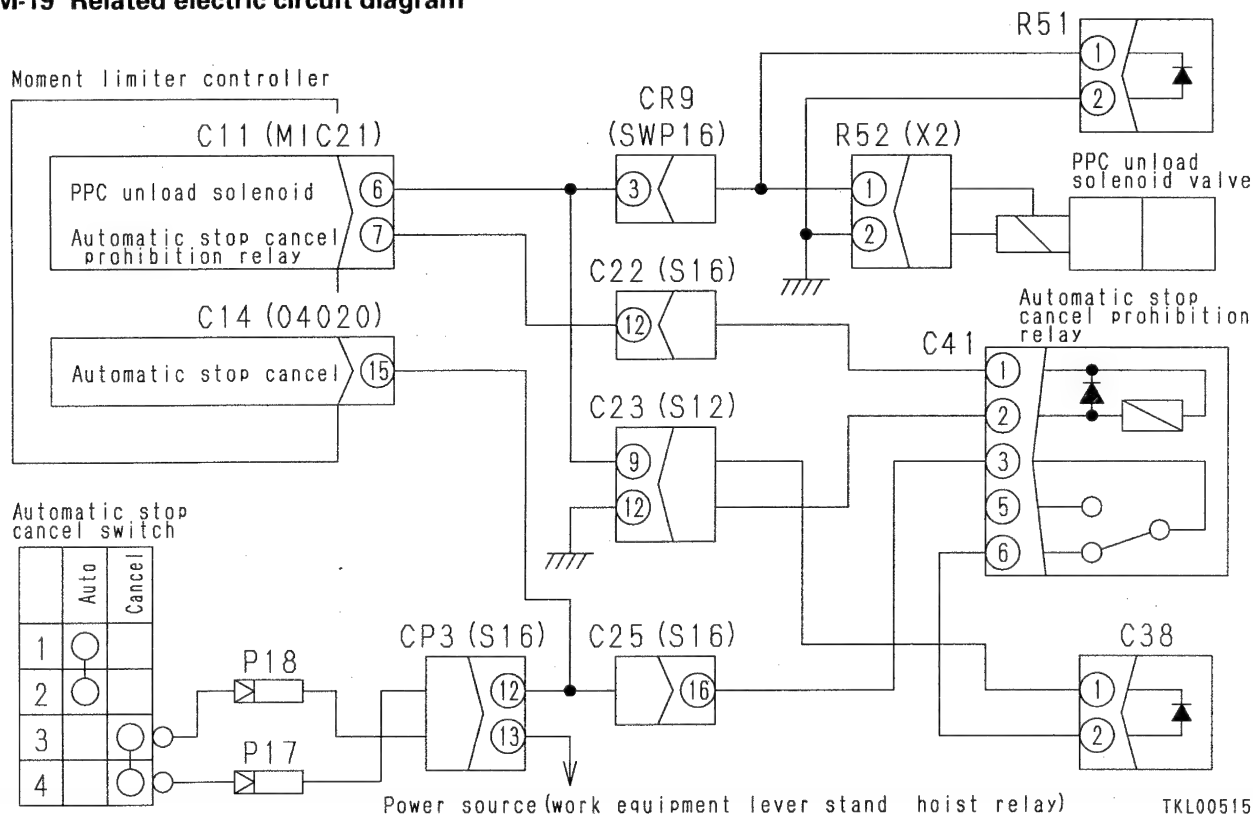 M-19 Related electric circuit diagram
R51
1
2
Moment limiter controller
C11 (MIC21)
PPC unload solenoid
6
Automatic stop cancel
prohibition relay
7
CR9
(SWP16)
3
R52 (X2)
1
2
PPC unload
solenoid valve
C22 (S16)
12
Automatic stop
cancel prohibition
relay
C14 (04020)
Automatic stop cancel
15
C41
1
2
3
5
6
C23 (S12)
9
12
Automatic stop
cancel switch
Auto
Cancel
1
2
3
4
P18
P17
CP3 (S16)
12
13
C25 (S16)
16
C38
1
2
Power source (work equipment lever stand hoist relay)
TKL00515